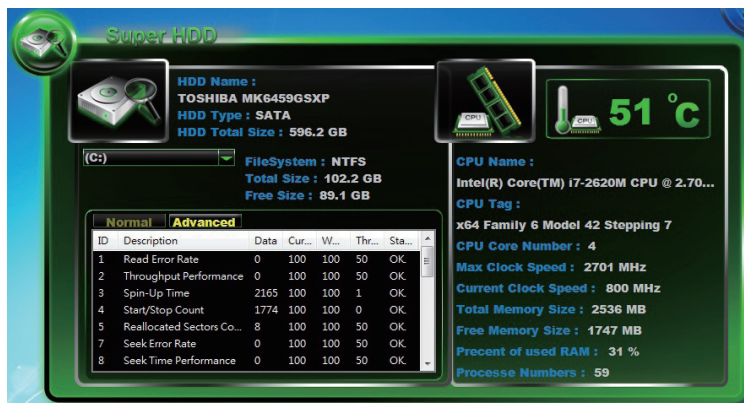 Super HDD
HDD Name :
TOSHIBA MK6459GSXP
HDD Type : SATA
HDD Total Size : 596.2 GB
(C:)
FileSystem : NTFS
Total Size : 102.2 GB
Free Size : 89.1 GB
Normal Advanced
ID Description Data Cur... W... Thr... Sta...
1 Read Error Rate 0 100 100 50 OK.
2 Throughput Performance 0 100 100 50 OK.
3 Spin-Up Time 2165 100 100 1 OK.
4 Start/Stop Count 1774 100 100 0 OK.
5 Reallocated Sectors Co... 8 100 100 50 OK.
7 Seek Error Rate 0 100 100 50 OK.
8 Seek Time Performance 0 100 100 50 OK.
CPU
CPU
51 °c
CPU Name :
Intel(R) Core(TM) i7-2620M CPU @ 2.70...
CPU Tag :
x64 Family 6 Model 42 Stepping 7
CPU Core Number : 4
Max Clock Speed : 2701 MHz
Current Clock Speed : 800 MHz
Total Memory Size : 2536 MB
Free Memory Size : 1747 MB
Precent of used RAM : 31 %
Processe Numbers : 59